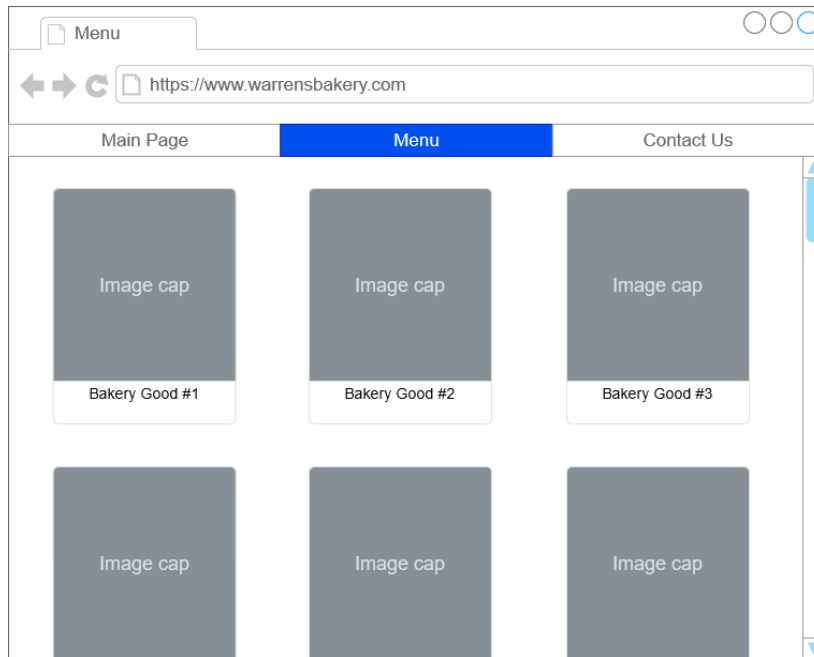 Menu
https://www.warrensbakery.com
Main Page Menu Contact Us
Image cap Image cap Image cap
Bakery Good #1 Bakery Good #2 Bakery Good #3
Image cap Image cap Image cap